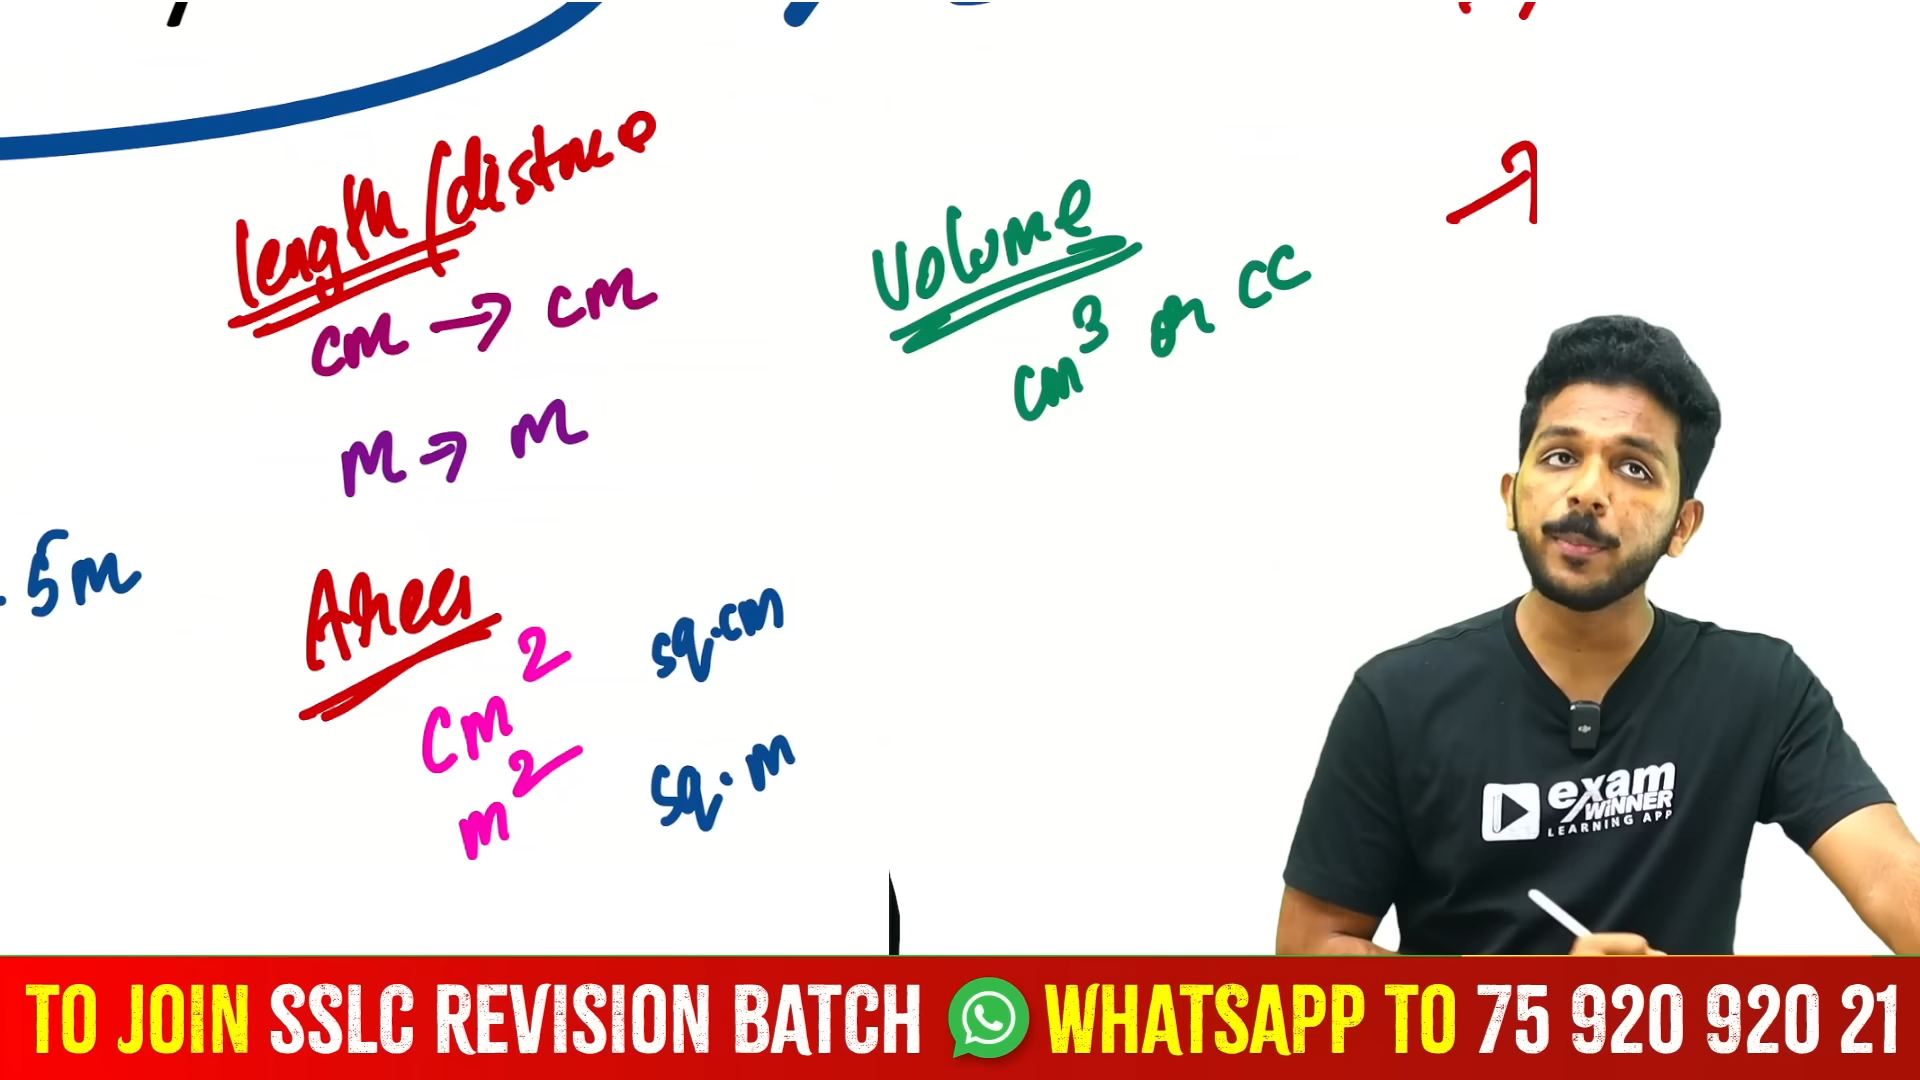 length/distance
cm → cm
m → m
.5m
Area
cm² sq.cm
m² sq.m
Volume
cm³ or cc
exam
WINNER
LEARNING APP
TO JOIN SSLC REVISION BATCH WHATSAPP TO 75 920 920 21